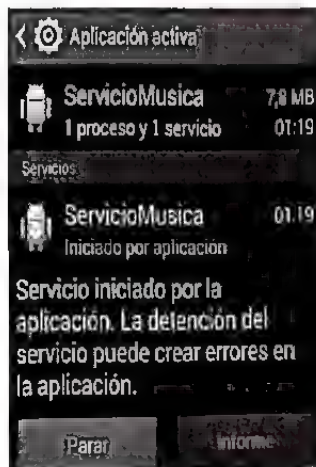 Aplicación activa
ServicioMusica 7,8 MB
1 proceso y 1 servicio 01:19
Servicios
ServicioMusica 01:19
Iniciado por aplicación
Servicio iniciado por la
aplicación. La detención del
servicio puede crear errores en
la aplicación.
Parar Informe